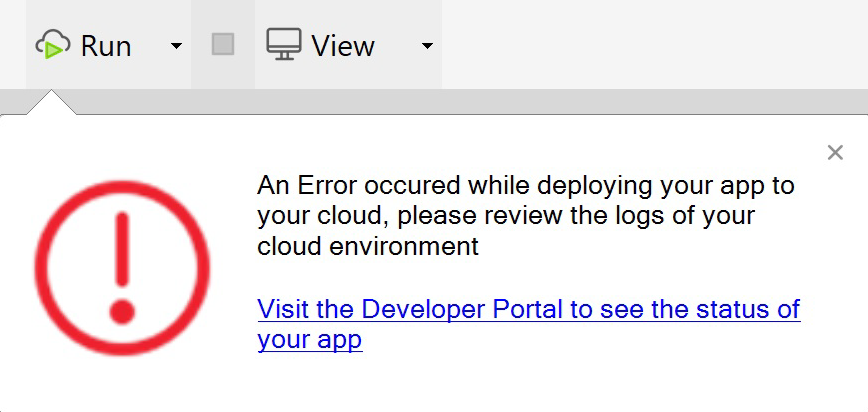 Run
View
An Error occured while deploying your app to
your cloud, please review the logs of your
cloud environment
Visit the Developer Portal to see the status of
your app